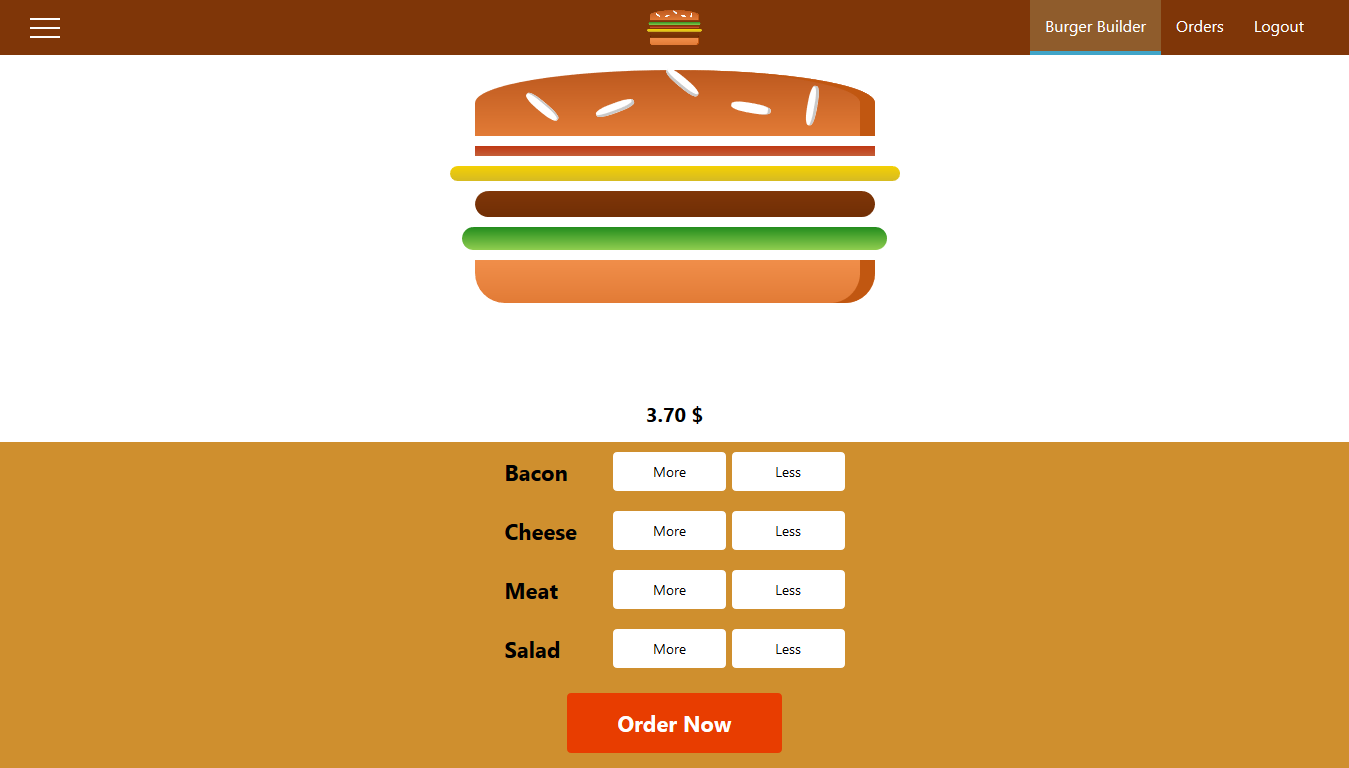 Burger Builder Orders Logout
3.70 $
Bacon More Less
Cheese More Less
Meat More Less
Salad More Less
Order Now